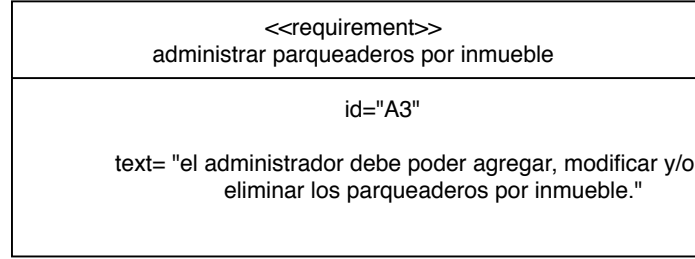 <<requirement>>
administrar parqueaderos por inmueble
id="A3"
text= "el administrador debe poder agregar, modificar y/o
eliminar los parqueaderos por inmueble."